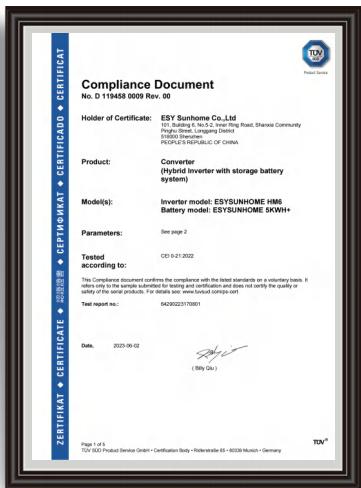 TÜV
SÜD
Product Service
Compliance Document
No. D 119458 0009 Rev. 00
Holder of Certificate:
ESY Sunhome Co.,Ltd
101, Building 6, No.5-2, Inner Ring Road, Shanxia Community
Pinghu Street, Longgang District
518000 Shenzhen
PEOPLE'S REPUBLIC OF CHINA
Product:
Converter
(Hybrid Inverter with storage battery
system)
Model(s):
Inverter model: ESYSUNHOME HM6
Battery model: ESYSUNHOME 5KWH+
Parameters:
See page 2
Tested
according to:
CEI 0-21:2022
This Compliance document confirms the compliance with the listed standards on a voluntary basis. It
refers only to the sample submitted for testing and certification and does not certify the quality or
safety of the serial products. For details see: www.tuvsud.com/ps-cert
Test report no.:
64290223170801
Date,
2023-06-02
( Billy Qiu )
Page 1 of 5
TÜV SÜD Product Service GmbH • Certification Body • Ridlerstraße 65 • 80339 Munich • Germany
TÜV®
ZERTIFIKAT ◆ CERTIFICATE ◆ ◆ СЕРТИФИКАТ ◆ CERTIFICADO ◆ CERTIFICAT